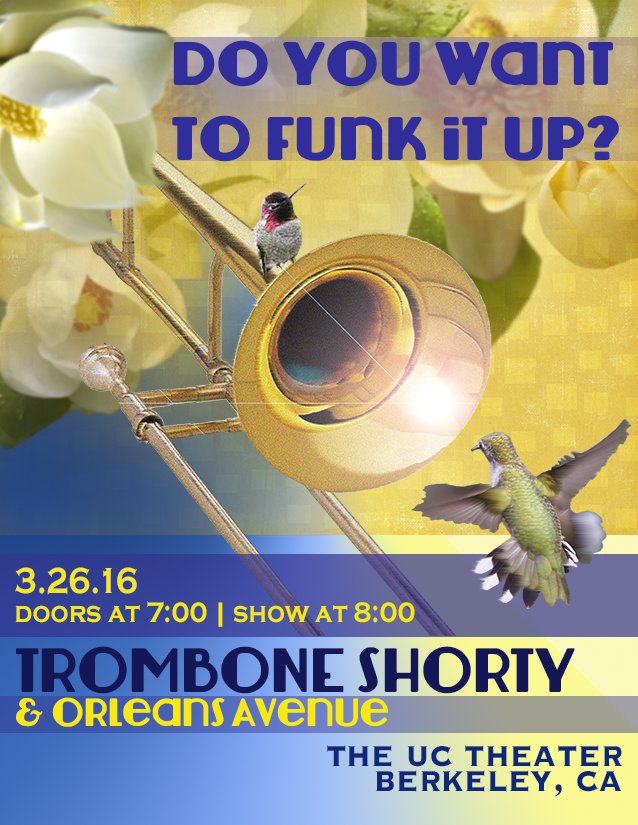 DO YOU WANT
TO FUNK IT UP?
3.26.16
DOORS AT 7:00 | SHOW AT 8:00
TROMBONE SHORTY
& ORLEANS AVENUE
THE UC THEATER
BERKELEY, CA